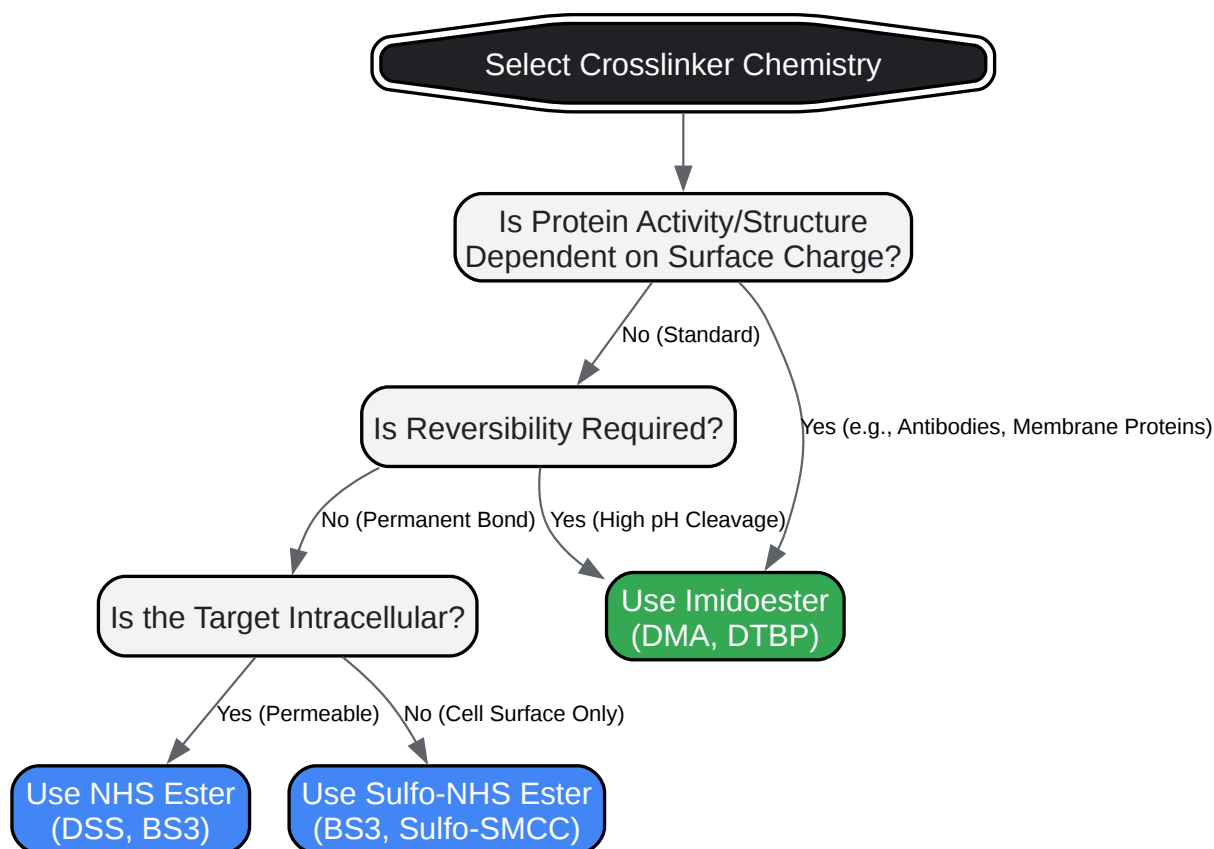 Select Crosslinker Chemistry
Is Protein Activity/Structure
Dependent on Surface Charge?
No (Standard)
Is Reversibility Required?
Yes (e.g., Antibodies, Membrane Proteins)
No (Permanent Bond)
Yes (High pH Cleavage)
Is the Target Intracellular?
Use Imidoester
(DMA, DTBP)
Yes (Permeable)
No (Cell Surface Only)
Use NHS Ester
(DSS, BS3)
Use Sulfo-NHS Ester
(BS3, Sulfo-SMCC)